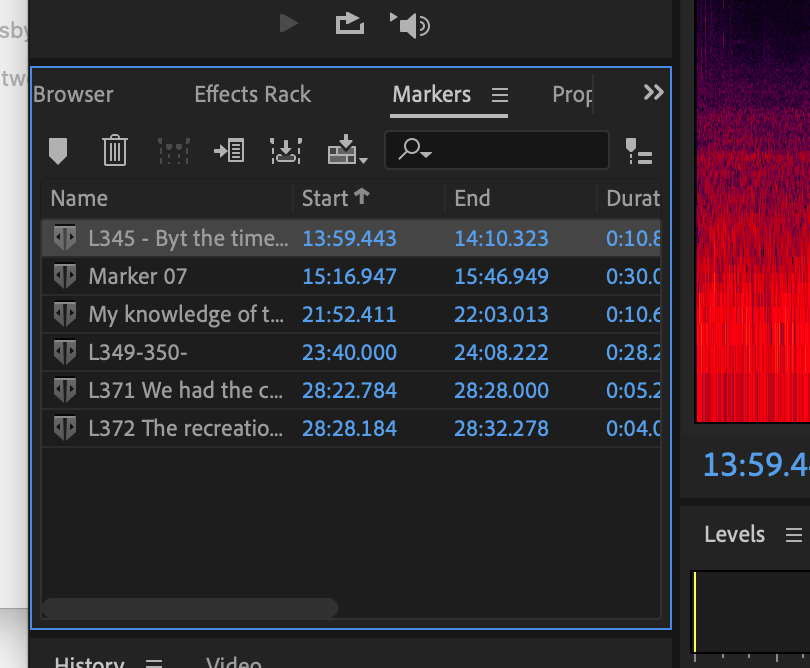 sby
tw
Browser Effects Rack Markers Prop
Name Start End Durat
L345 - Byt the time... 13:59.443 14:10.323 0:10.8
Marker 07 15:16.947 15:46.949 0:30.0
My knowledge of t... 21:52.411 22:03.013 0:10.6
L349-350- 23:40.000 24:08.222 0:28.2
L371 We had the c... 28:22.784 28:28.000 0:05.2
L372 The recreatio... 28:28.184 28:32.278 0:04.0
13:59.4
Levels
History Video